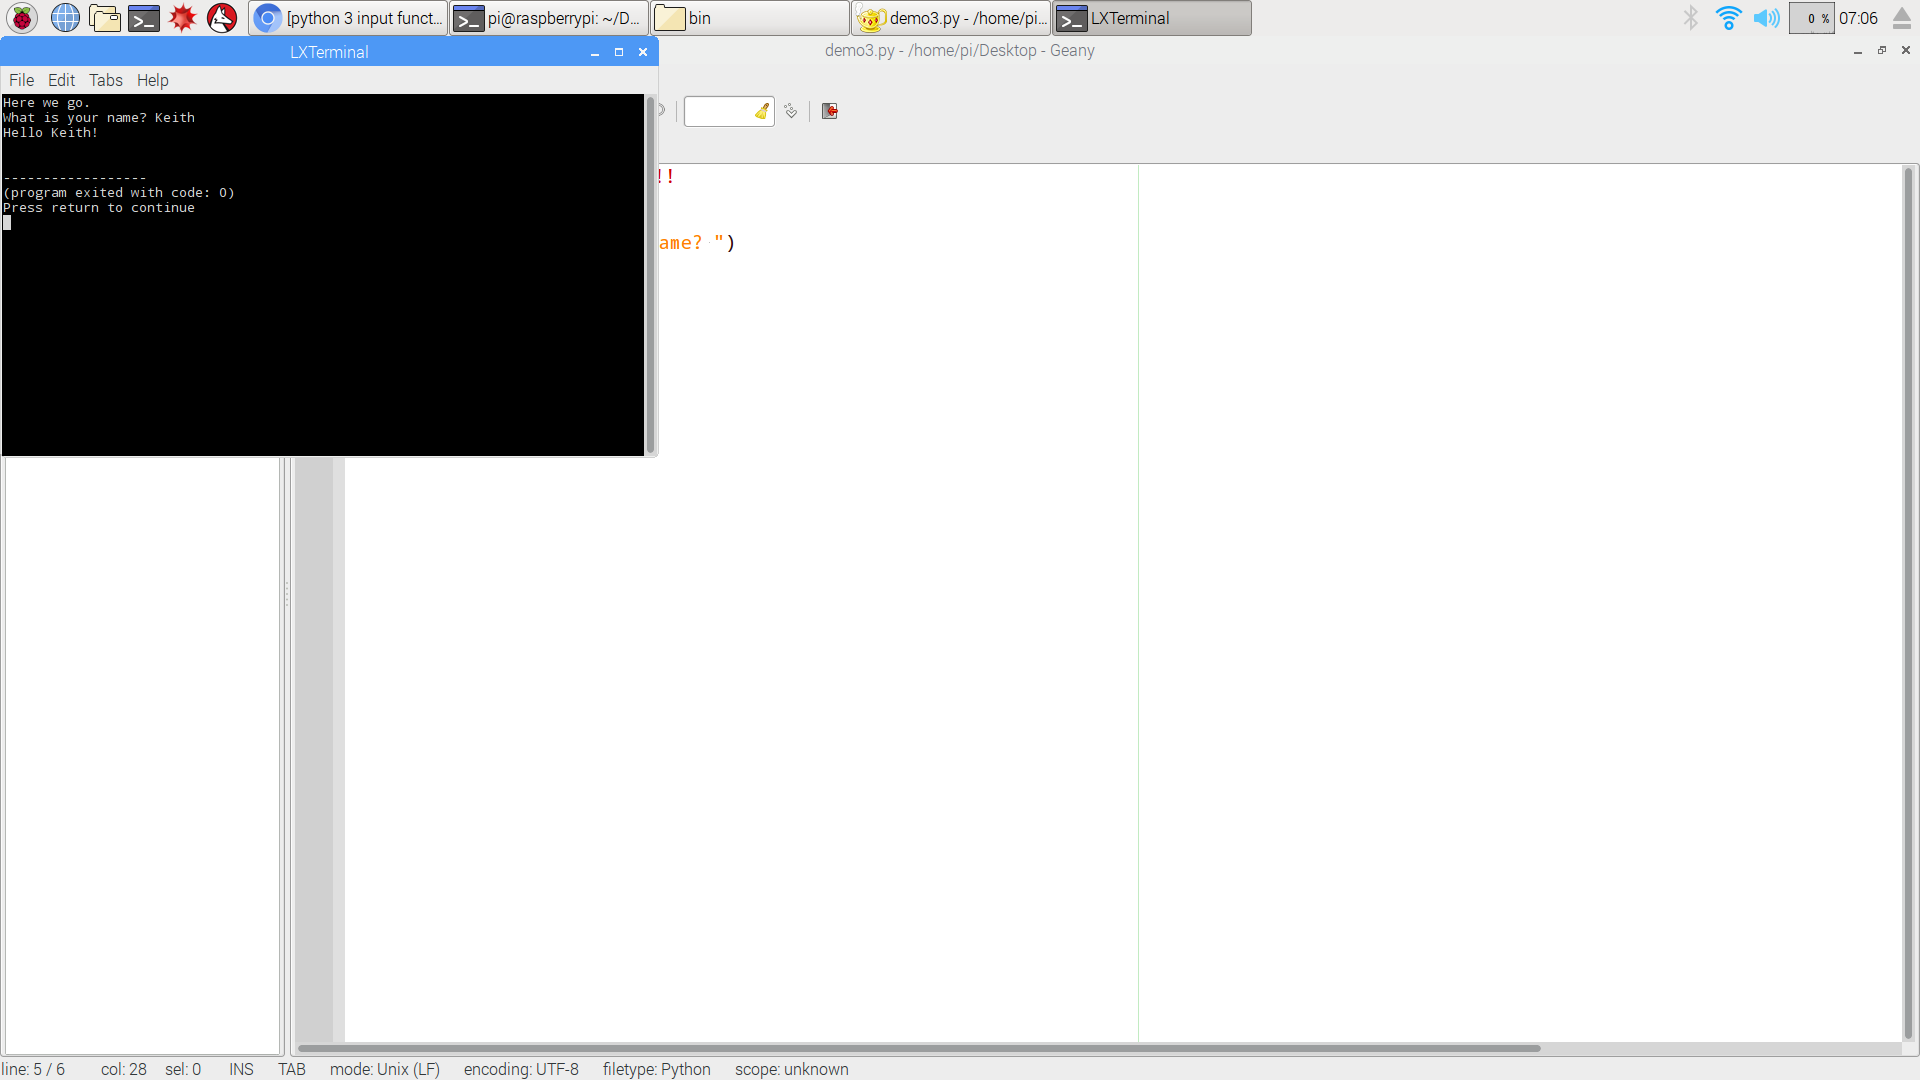 [python 3 input funct...
pi@raspberrypi: ~/D...
bin
demo3.py - /home/pi...
LXTerminal
0 %
07:06
LXTerminal
demo3.py - /home/pi/Desktop - Geany
File Edit Tabs Help
Here we go.
What is your name? Keith
Hello Keith!
------------------
(program exited with code: 0)
Press return to continue
!!
ame? ")
line: 5 / 6 col: 28 sel: 0 INS TAB mode: Unix (LF) encoding: UTF-8 filetype: Python scope: unknown